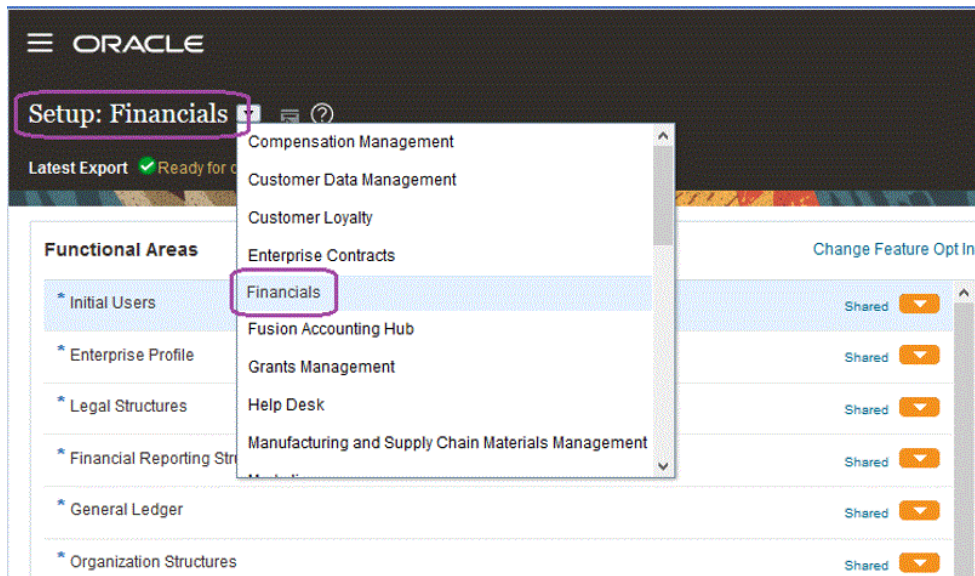 ORACLE
Setup: Financials
Latest Export Ready for
Compensation Management
Customer Data Management
Customer Loyalty
Enterprise Contracts
Financials
Fusion Accounting Hub
Grants Management
Help Desk
Manufacturing and Supply Chain Materials Management
Functional Areas
Change Feature Opt In
* Initial Users Shared
* Enterprise Profile Shared
* Legal Structures Shared
* Financial Reporting Shared
* General Ledger Shared
* Organization Structures Shared